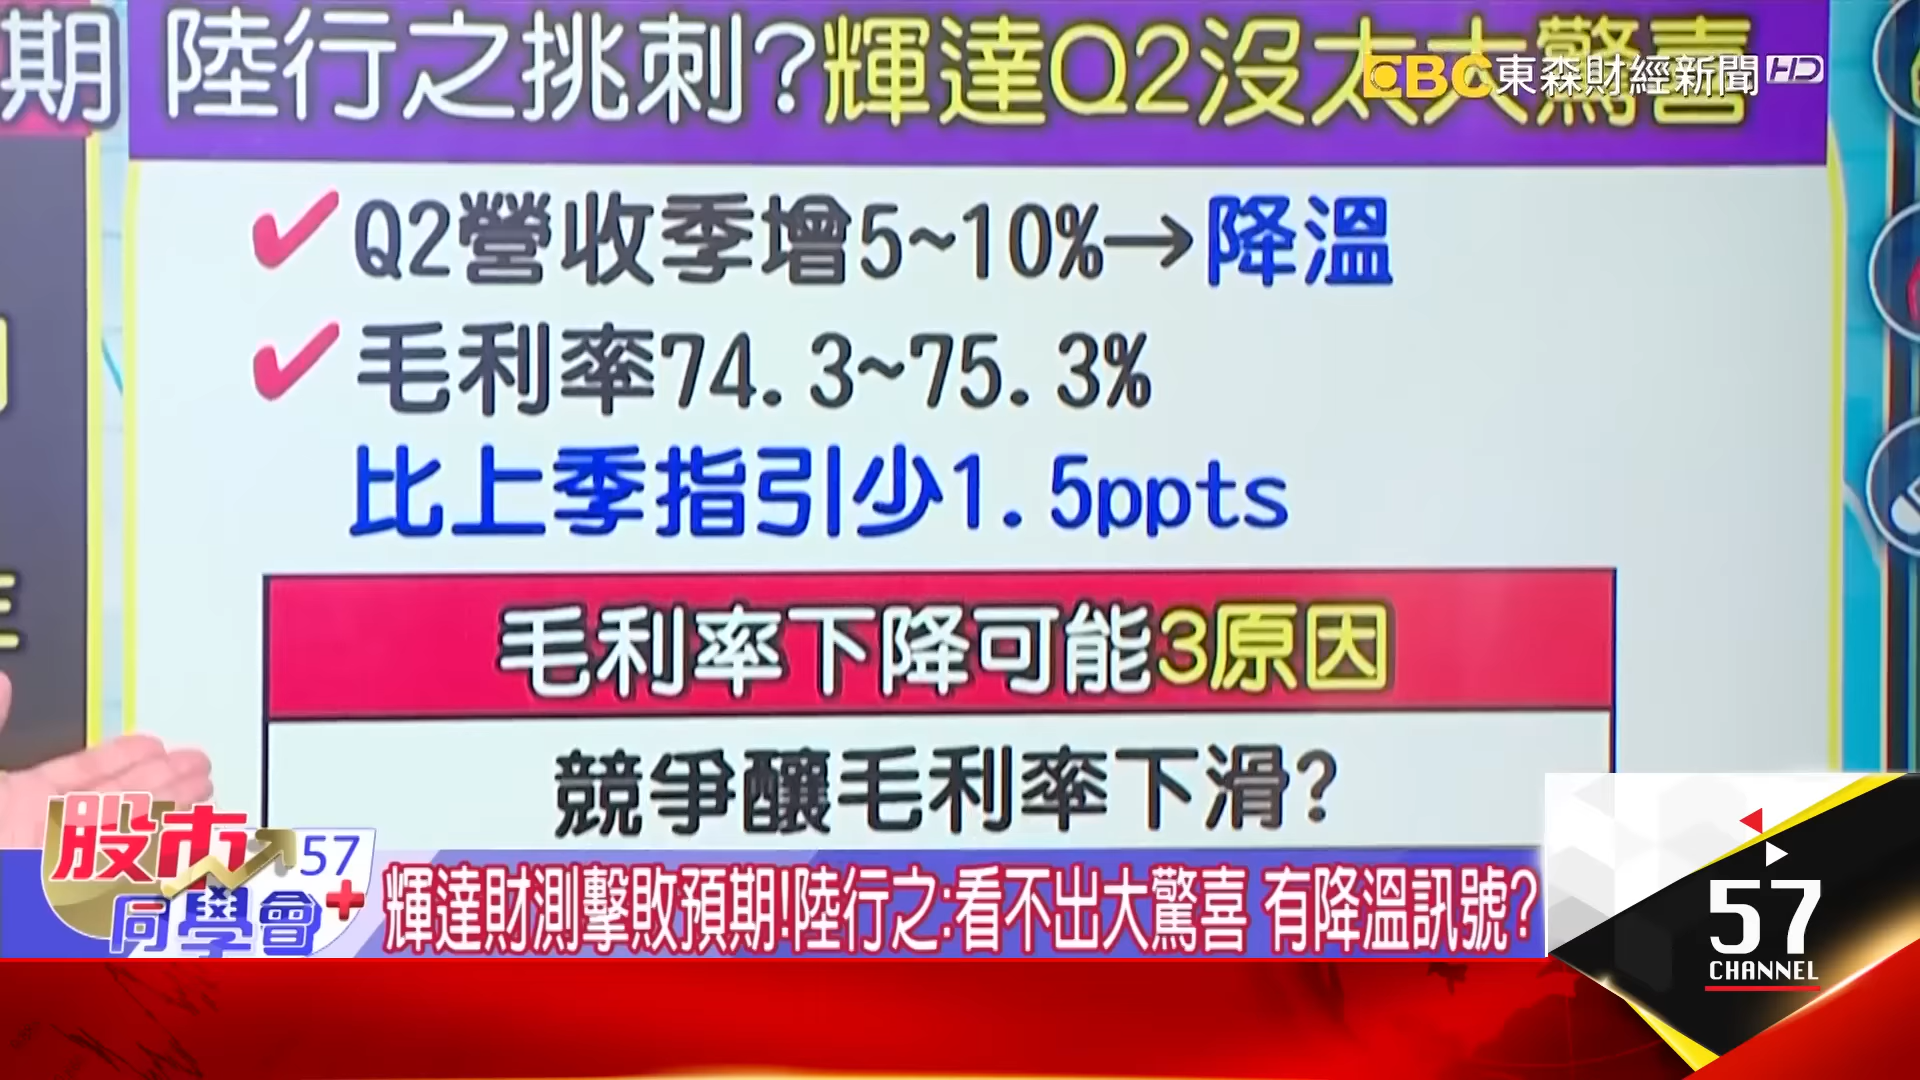 期 陸行之挑刺?輝達Q2沒太大驚喜
EBC東森財經新聞HD
✔Q2營收季增5~10%→降溫
✔毛利率74.3~75.3%
比上季指引少1.5ppts
毛利率下降可能3原因
競爭釀毛利率下滑?
股市同學會 57+
輝達財測擊敗預期!陸行之:看不出大驚喜 有降溫訊號?
57
CHANNEL